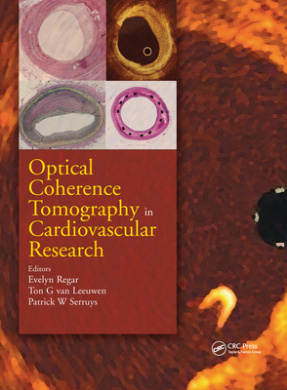 Optical
Coherence
Tomography in
Cardiovascular
Research
Editors
Evelyn Regar
Ton G van Leeuwen
Patrick W Serruys
CRC Press
Taylor & Francis Group